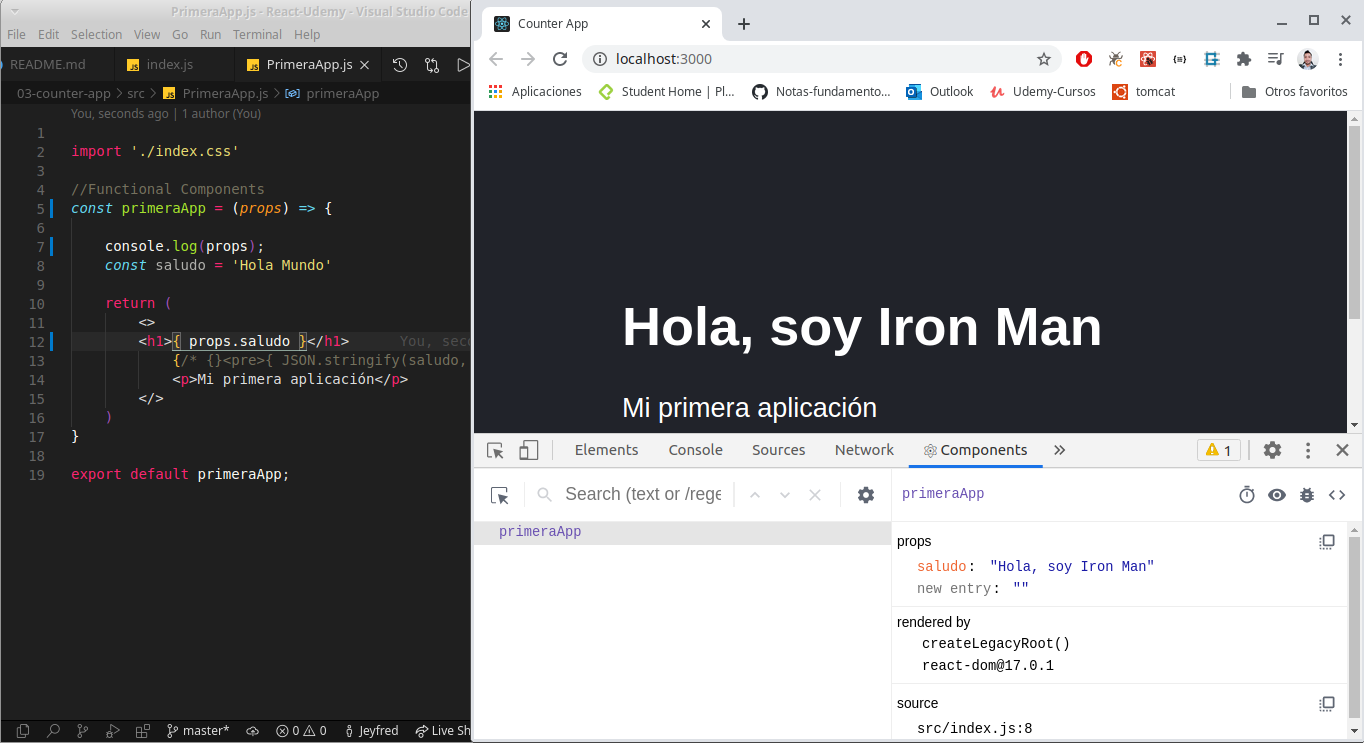 PrimeraApp.js - React-Udemy - Visual Studio Code
File Edit Selection View Go Run Terminal Help
README.md
JS index.js
JS PrimeraApp.js
03-counter-app > src > JS PrimeraApp.js > primeraApp
You, seconds ago | 1 author (You)
1
2 import './index.css'
3
4 //Functional Components
5 const primeraApp = (props) => {
6
7 console.log(props);
8 const saludo = 'Hola Mundo'
9
10 return (
11 <>
12 <h1>{ props.saludo }</h1> You, sec
13 {/* {}<pre>{ JSON.stringify(saludo,
14 <p>Mi primera aplicación</p>
15 </>
16 )
17 }
18
19 export default primeraApp;
master* 0 0 Jeyfred Live Sh
Counter App
localhost:3000
Aplicaciones Student Home | Pl... Notas-fundamento... Outlook Udemy-Cursos tomcat Otros favoritos
Hola, soy Iron Man
Mi primera aplicación
Elements Console Sources Network Components » 1
Search (text or /rege
primeraApp
primeraApp
props
saludo: "Hola, soy Iron Man"
new entry: ""
rendered by
createLegacyRoot()
react-dom@17.0.1
source
src/index.js:8